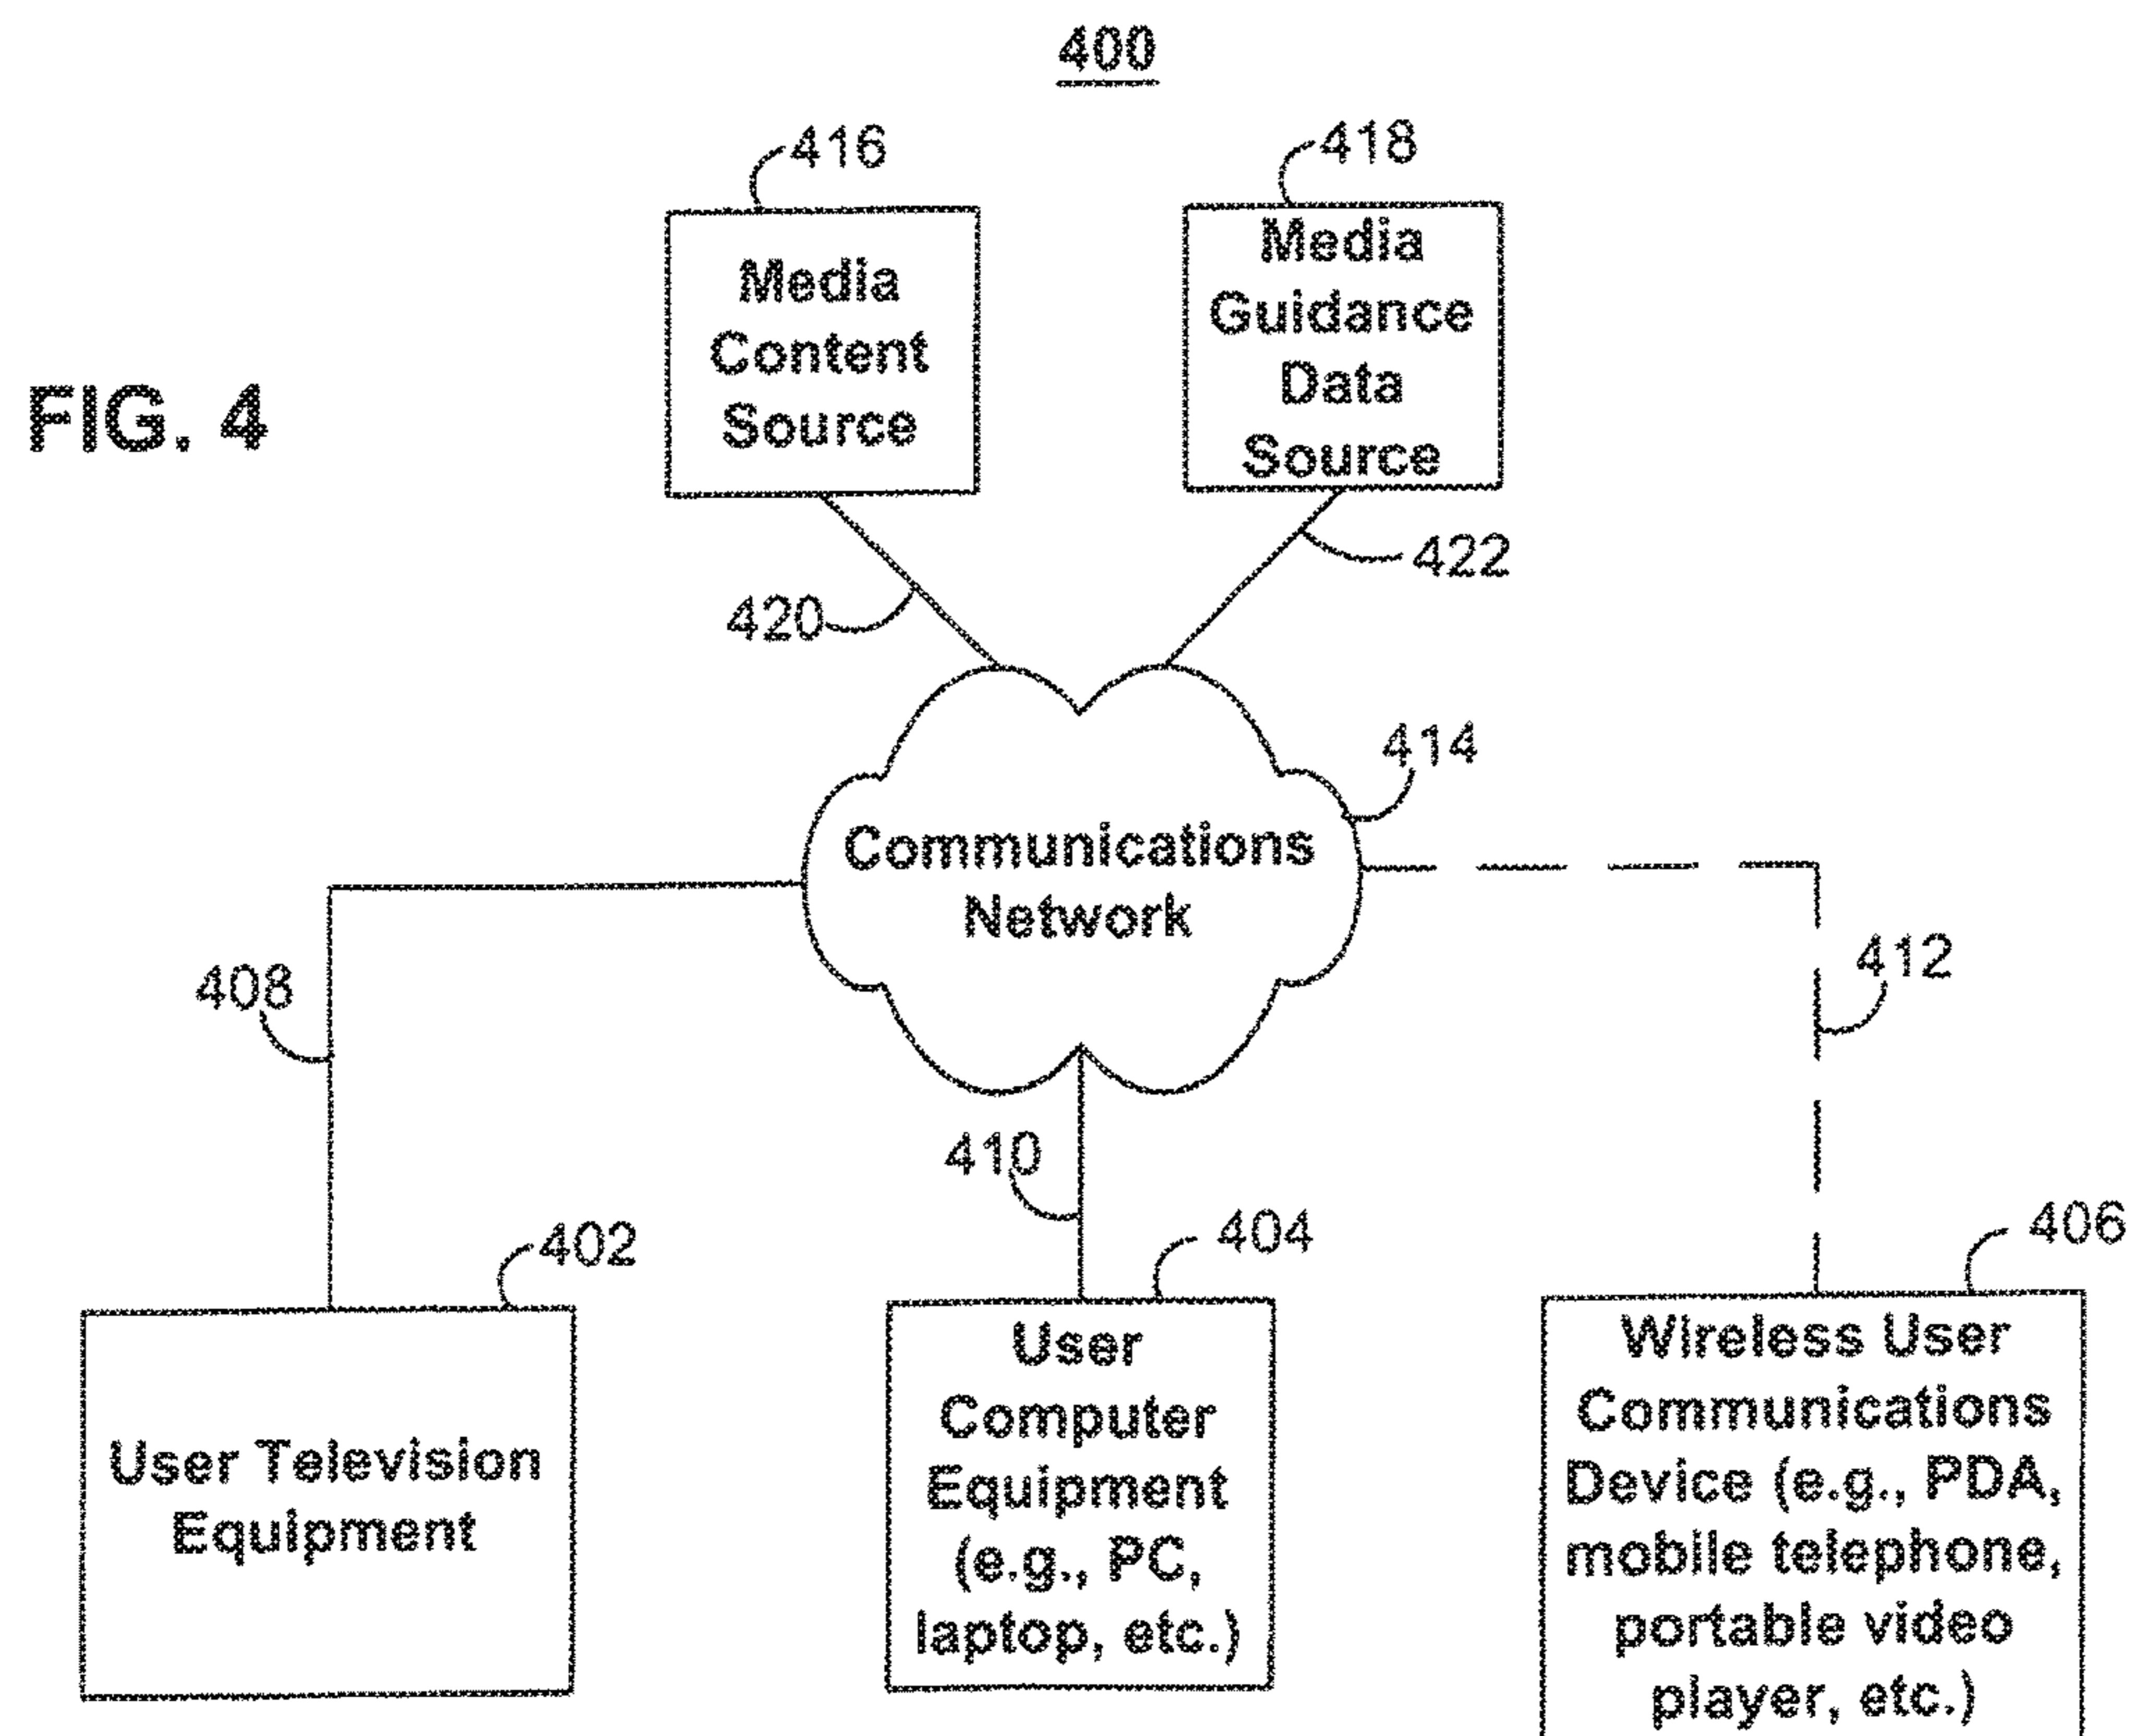 400
416
418
Media
Content
Source
Media
Guidance
Data
Source
FIG. 4
422
420
414
Communications
Network
412
408
410
402
404
406
User Television
Equipment
User
Computer
Equipment
(e.g., PC,
laptop, etc.)
Wireless User
Communications
Device (e.g., PDA,
mobile telephone,
portable video
player, etc.)